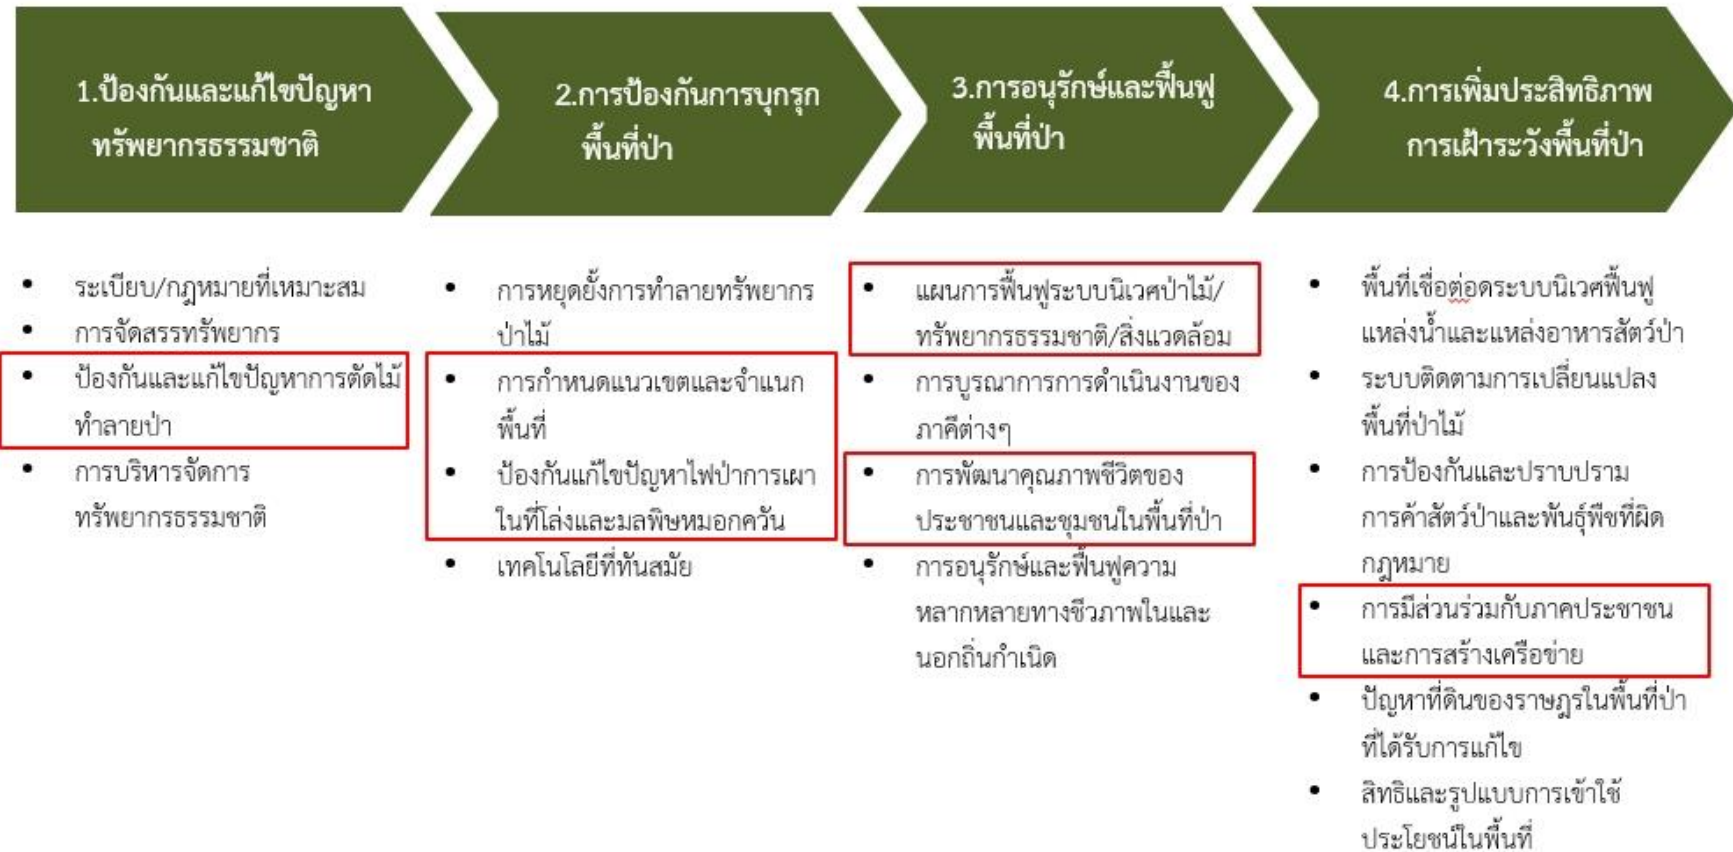 1.ป้องกันและแก้ไขปัญหา
ทรัพยากรธรรมชาติ
2.การป้องกันการบุกรุก
พื้นที่ป่า
3.การอนุรักษ์และฟื้นฟู
พื้นที่ป่า
4.การเพิ่มประสิทธิภาพ
การเฝ้าระวังพื้นที่ป่า
• ระเบียบ/กฎหมายที่เหมาะสม
• การจัดสรรทรัพยากร
• ป้องกันและแก้ไขปัญหาการตัดไม้
ทำลายป่า
• การบริหารจัดการ
ทรัพยากรธรรมชาติ
• การหยุดยั้งการทำลายทรัพยากร
ป่าไม้
• การกำหนดแนวเขตและจำแนก
พื้นที่
• ป้องกันแก้ไขปัญหาไฟป่าการเผา
ในที่โล่งและมลพิษหมอกควัน
• เทคโนโลยีที่ทันสมัย
• แผนการฟื้นฟูระบบนิเวศป่าไม้/
ทรัพยากรธรรมชาติ/สิ่งแวดล้อม
• การบูรณาการการดำเนินงานของ
ภาคีต่างๆ
• การพัฒนาคุณภาพชีวิตของ
ประชาชนและชุมชนในพื้นที่ป่า
• การอนุรักษ์และฟื้นฟูความ
หลากหลายทางชีวภาพในและ
นอกถิ่นกำเนิด
• พื้นที่เชื่อต่อดระบบนิเวศฟื้นฟู
แหล่งน้ำและแหล่งอาหารสัตว์ป่า
• ระบบติดตามการเปลี่ยนแปลง
พื้นที่ป่าไม้
• การป้องกันและปราบปราม
การค้าสัตว์ป่าและพันธุ์พืชที่ผิด
กฎหมาย
• การมีส่วนร่วมกับภาคประชาชน
และการสร้างเครือข่าย
• ปัญหาที่ดินของราษฎรในพื้นที่ป่า
ที่ได้รับการแก้ไข
• สิทธิและรูปแบบการเข้าใช้
ประโยชน์ในพื้นที่